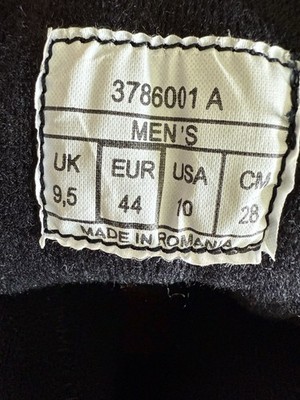 3786001 A
MEN'S
UK EUR USA CM
9,5 44 10 28
MADE IN ROMANIA